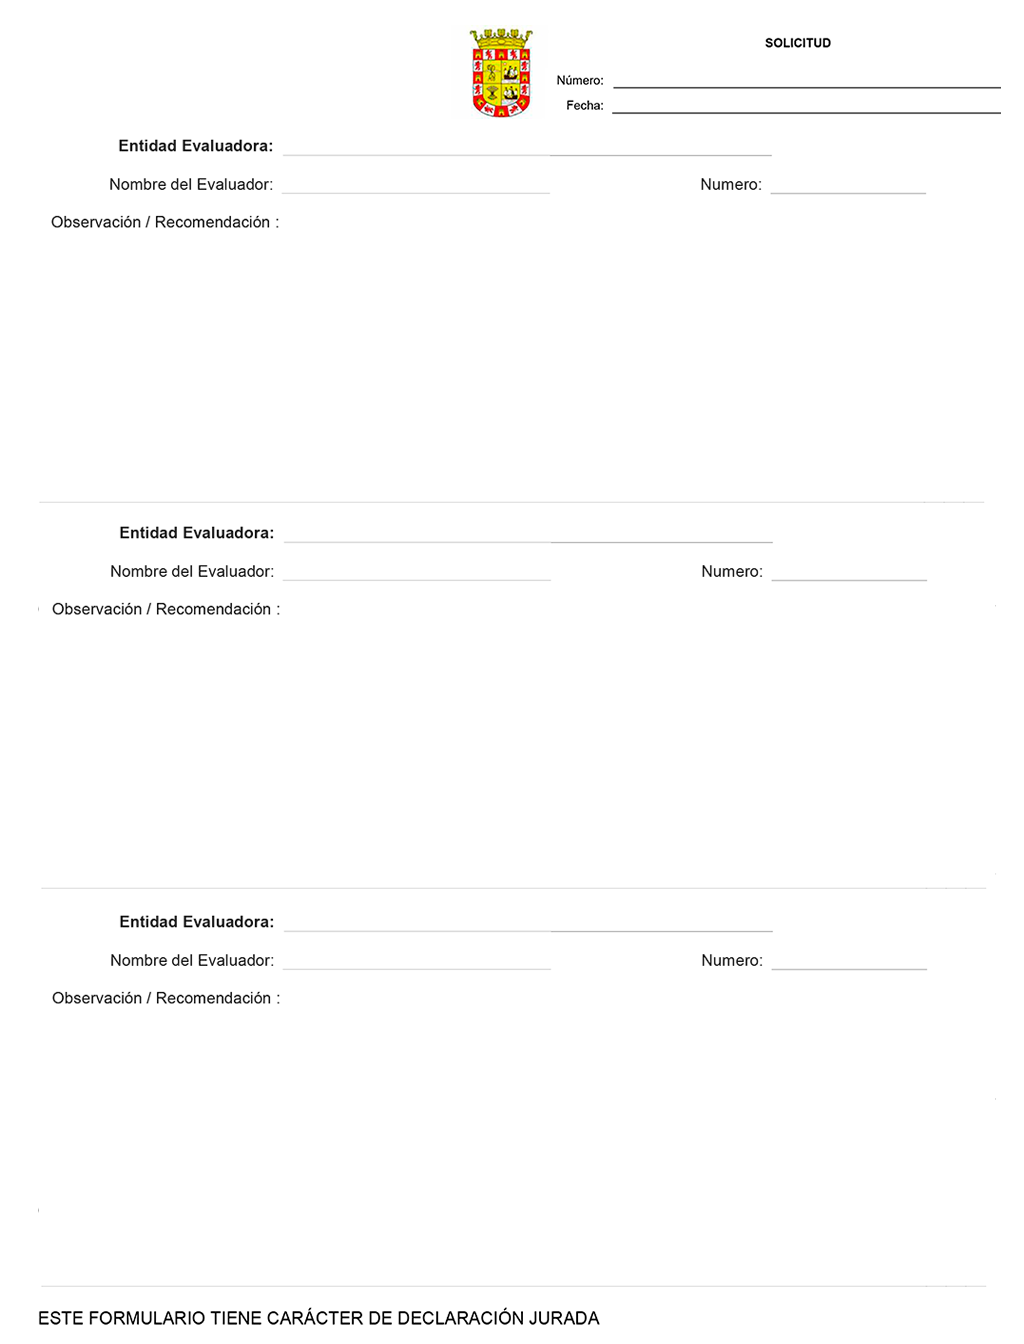 SOLICITUD
Número:
Fecha:
Entidad Evaluadora:
Nombre del Evaluador: Numero:
Observación / Recomendación :
Entidad Evaluadora:
Nombre del Evaluador: Numero:
Observación / Recomendación :
Entidad Evaluadora:
Nombre del Evaluador: Numero:
Observación / Recomendación :
ESTE FORMULARIO TIENE CARÁCTER DE DECLARACIÓN JURADA